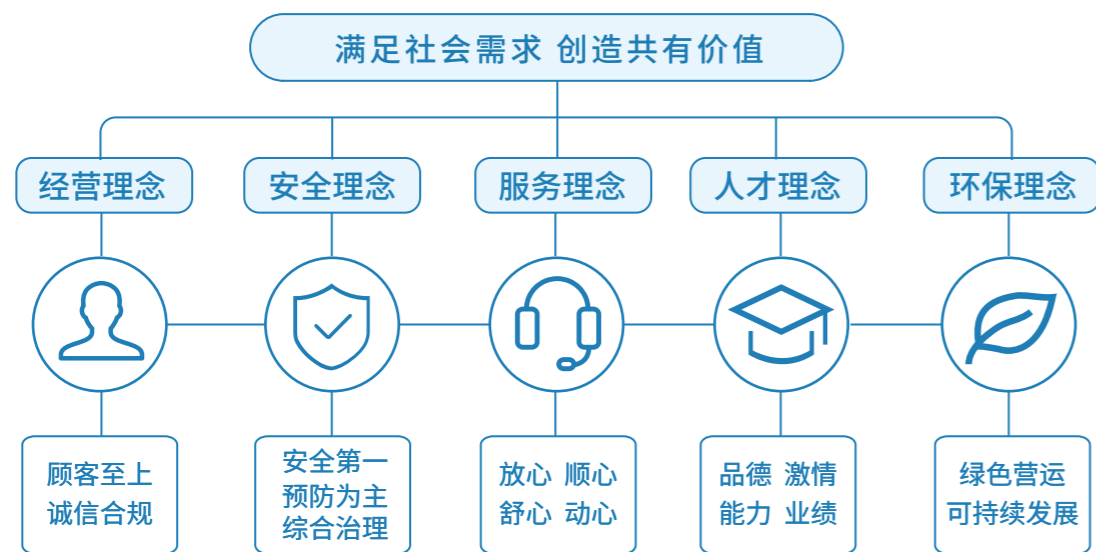 满足社会需求 创造共有价值
经营理念
安全理念
服务理念
人才理念
环保理念
顾客至上
诚信合规
安全第一
预防为主
综合治理
放心 顺心
舒心 动心
品德 激情
能力 业绩
绿色营运
可持续发展